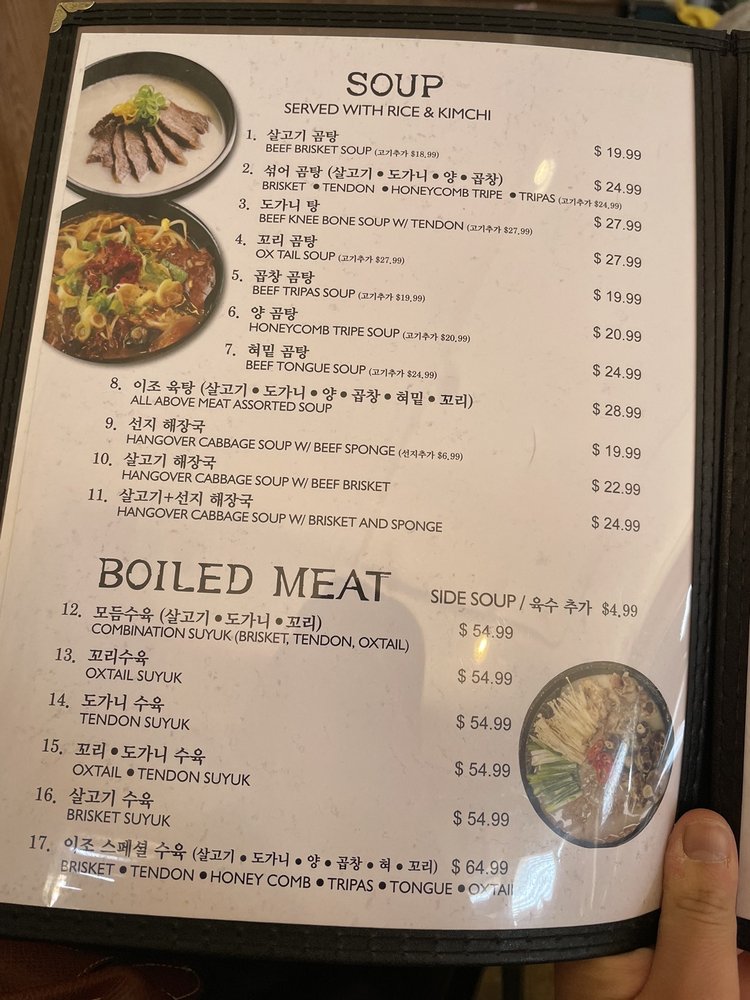 SOUP
SERVED WITH RICE & KIMCHI
1. 살고기 곰탕
BEEF BRISKET SOUP (고기추가 $18.99) $ 19.99
2. 섞어 곰탕 (살고기 • 도가니 • 양 • 곱창)
BRISKET • TENDON • HONEYCOMB TRIPE • TRIPAS (고기추가 $24.99) $ 24.99
3. 도가니 탕
BEEF KNEE BONE SOUP W/ TENDON (고기추가 $27.99) $ 27.99
4. 꼬리 곰탕
OX TAIL SOUP (고기추가 $27.99) $ 27.99
5. 곱창 곰탕
BEEF TRIPAS SOUP (고기추가 $19.99) $ 19.99
6. 양 곰탕
HONEYCOMB TRIPE SOUP (고기추가 $20.99) $ 20.99
7. 혀밑 곰탕
BEEF TONGUE SOUP (고기추가 $24.99) $ 24.99
8. 이조 육탕 (살고기 • 도가니 • 양 • 곱창 • 혀밑 • 꼬리)
ALL ABOVE MEAT ASSORTED SOUP $ 28.99
9. 선지 해장국
HANGOVER CABBAGE SOUP W/ BEEF SPONGE (선지추가 $6.99) $ 19.99
10. 살고기 해장국
HANGOVER CABBAGE SOUP W/ BEEF BRISKET $ 22.99
11. 살고기+선지 해장국
HANGOVER CABBAGE SOUP W/ BRISKET AND SPONGE $ 24.99
BOILED MEAT
SIDE SOUP / 육수 추가 $4.99
12. 모듬수육 (살고기 • 도가니 • 꼬리)
COMBINATION SUYUK (BRISKET, TENDON, OXTAIL) $ 54.99
13. 꼬리수육
OXTAIL SUYUK $ 54.99
14. 도가니 수육
TENDON SUYUK $ 54.99
15. 꼬리 • 도가니 수육
OXTAIL • TENDON SUYUK $ 54.99
16. 살고기 수육
BRISKET SUYUK $ 54.99
17. 이조 스페셜 수육 (살고기 • 도가니 • 양 • 곱창 • 혀 • 꼬리) $ 64.99
BRISKET • TENDON • HONEY COMB • TRIPAS • TONGUE • OXTAIL